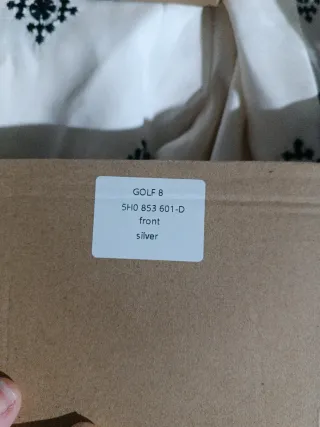 GOLF 8
5H0 853 601-D
front
silver